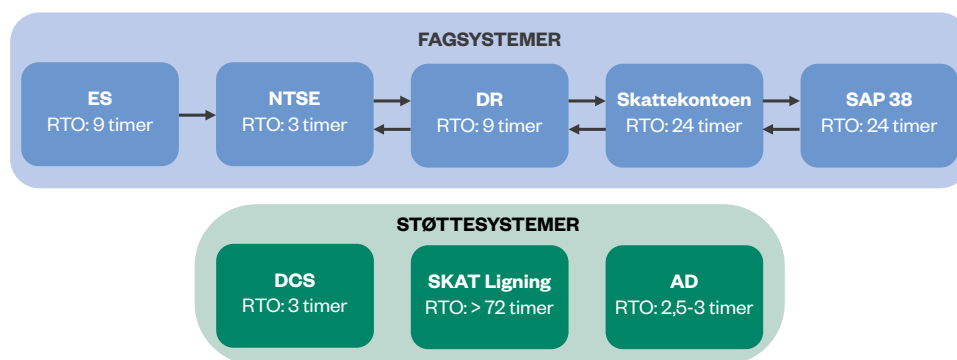 FAGSYSTEMER
ES
RTO: 9 timer
NTSE
RTO: 3 timer
DR
RTO: 9 timer
Skattekontoen
RTO: 24 timer
SAP 38
RTO: 24 timer
STØTTESYSTEMER
DCS
RTO: 3 timer
SKAT Ligning
RTO: > 72 timer
AD
RTO: 2,5-3 timer